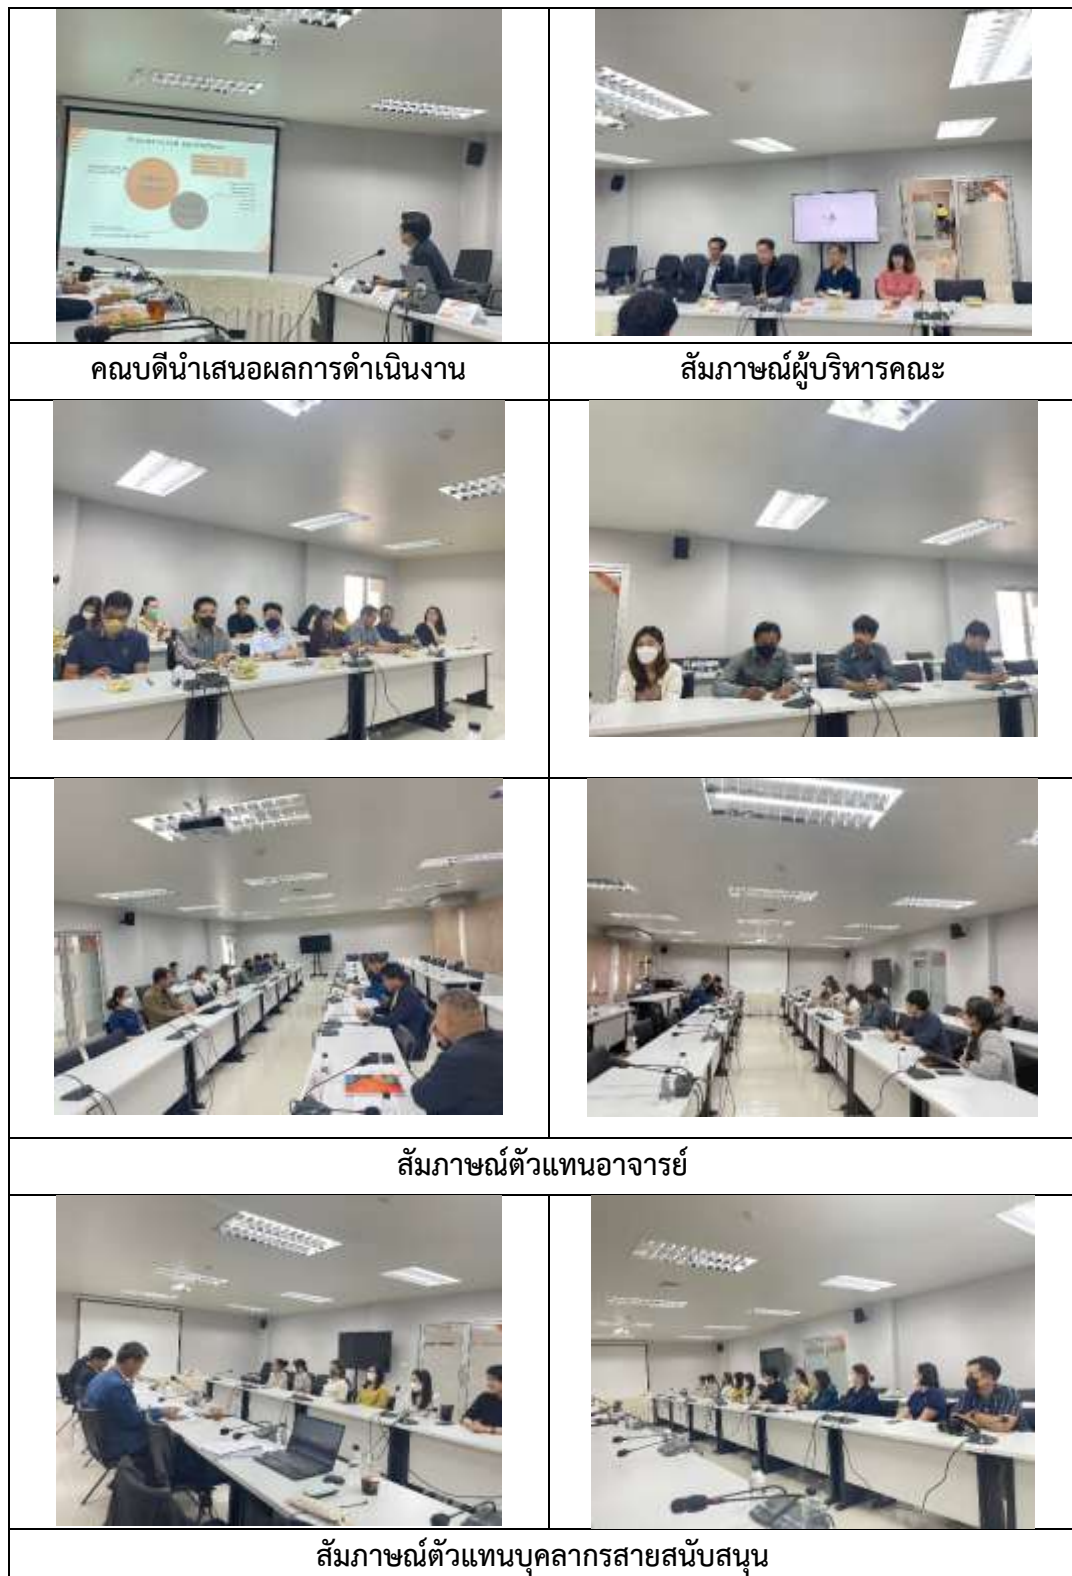 คณบดีนำเสนอผลการดำเนินงาน
สัมภาษณ์ผู้บริหารคณะ
สัมภาษณ์ตัวแทนอาจารย์
สัมภาษณ์ตัวแทนบุคลากรสายสนับสนุน